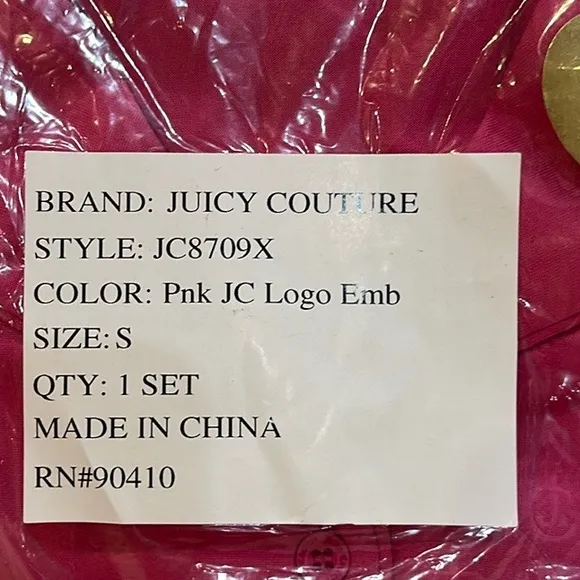 BRAND: JUICY COUTURE
STYLE: JC8709X
COLOR: Pnk JC Logo Emb
SIZE: S
QTY: 1 SET
MADE IN CHINA
RN#90410